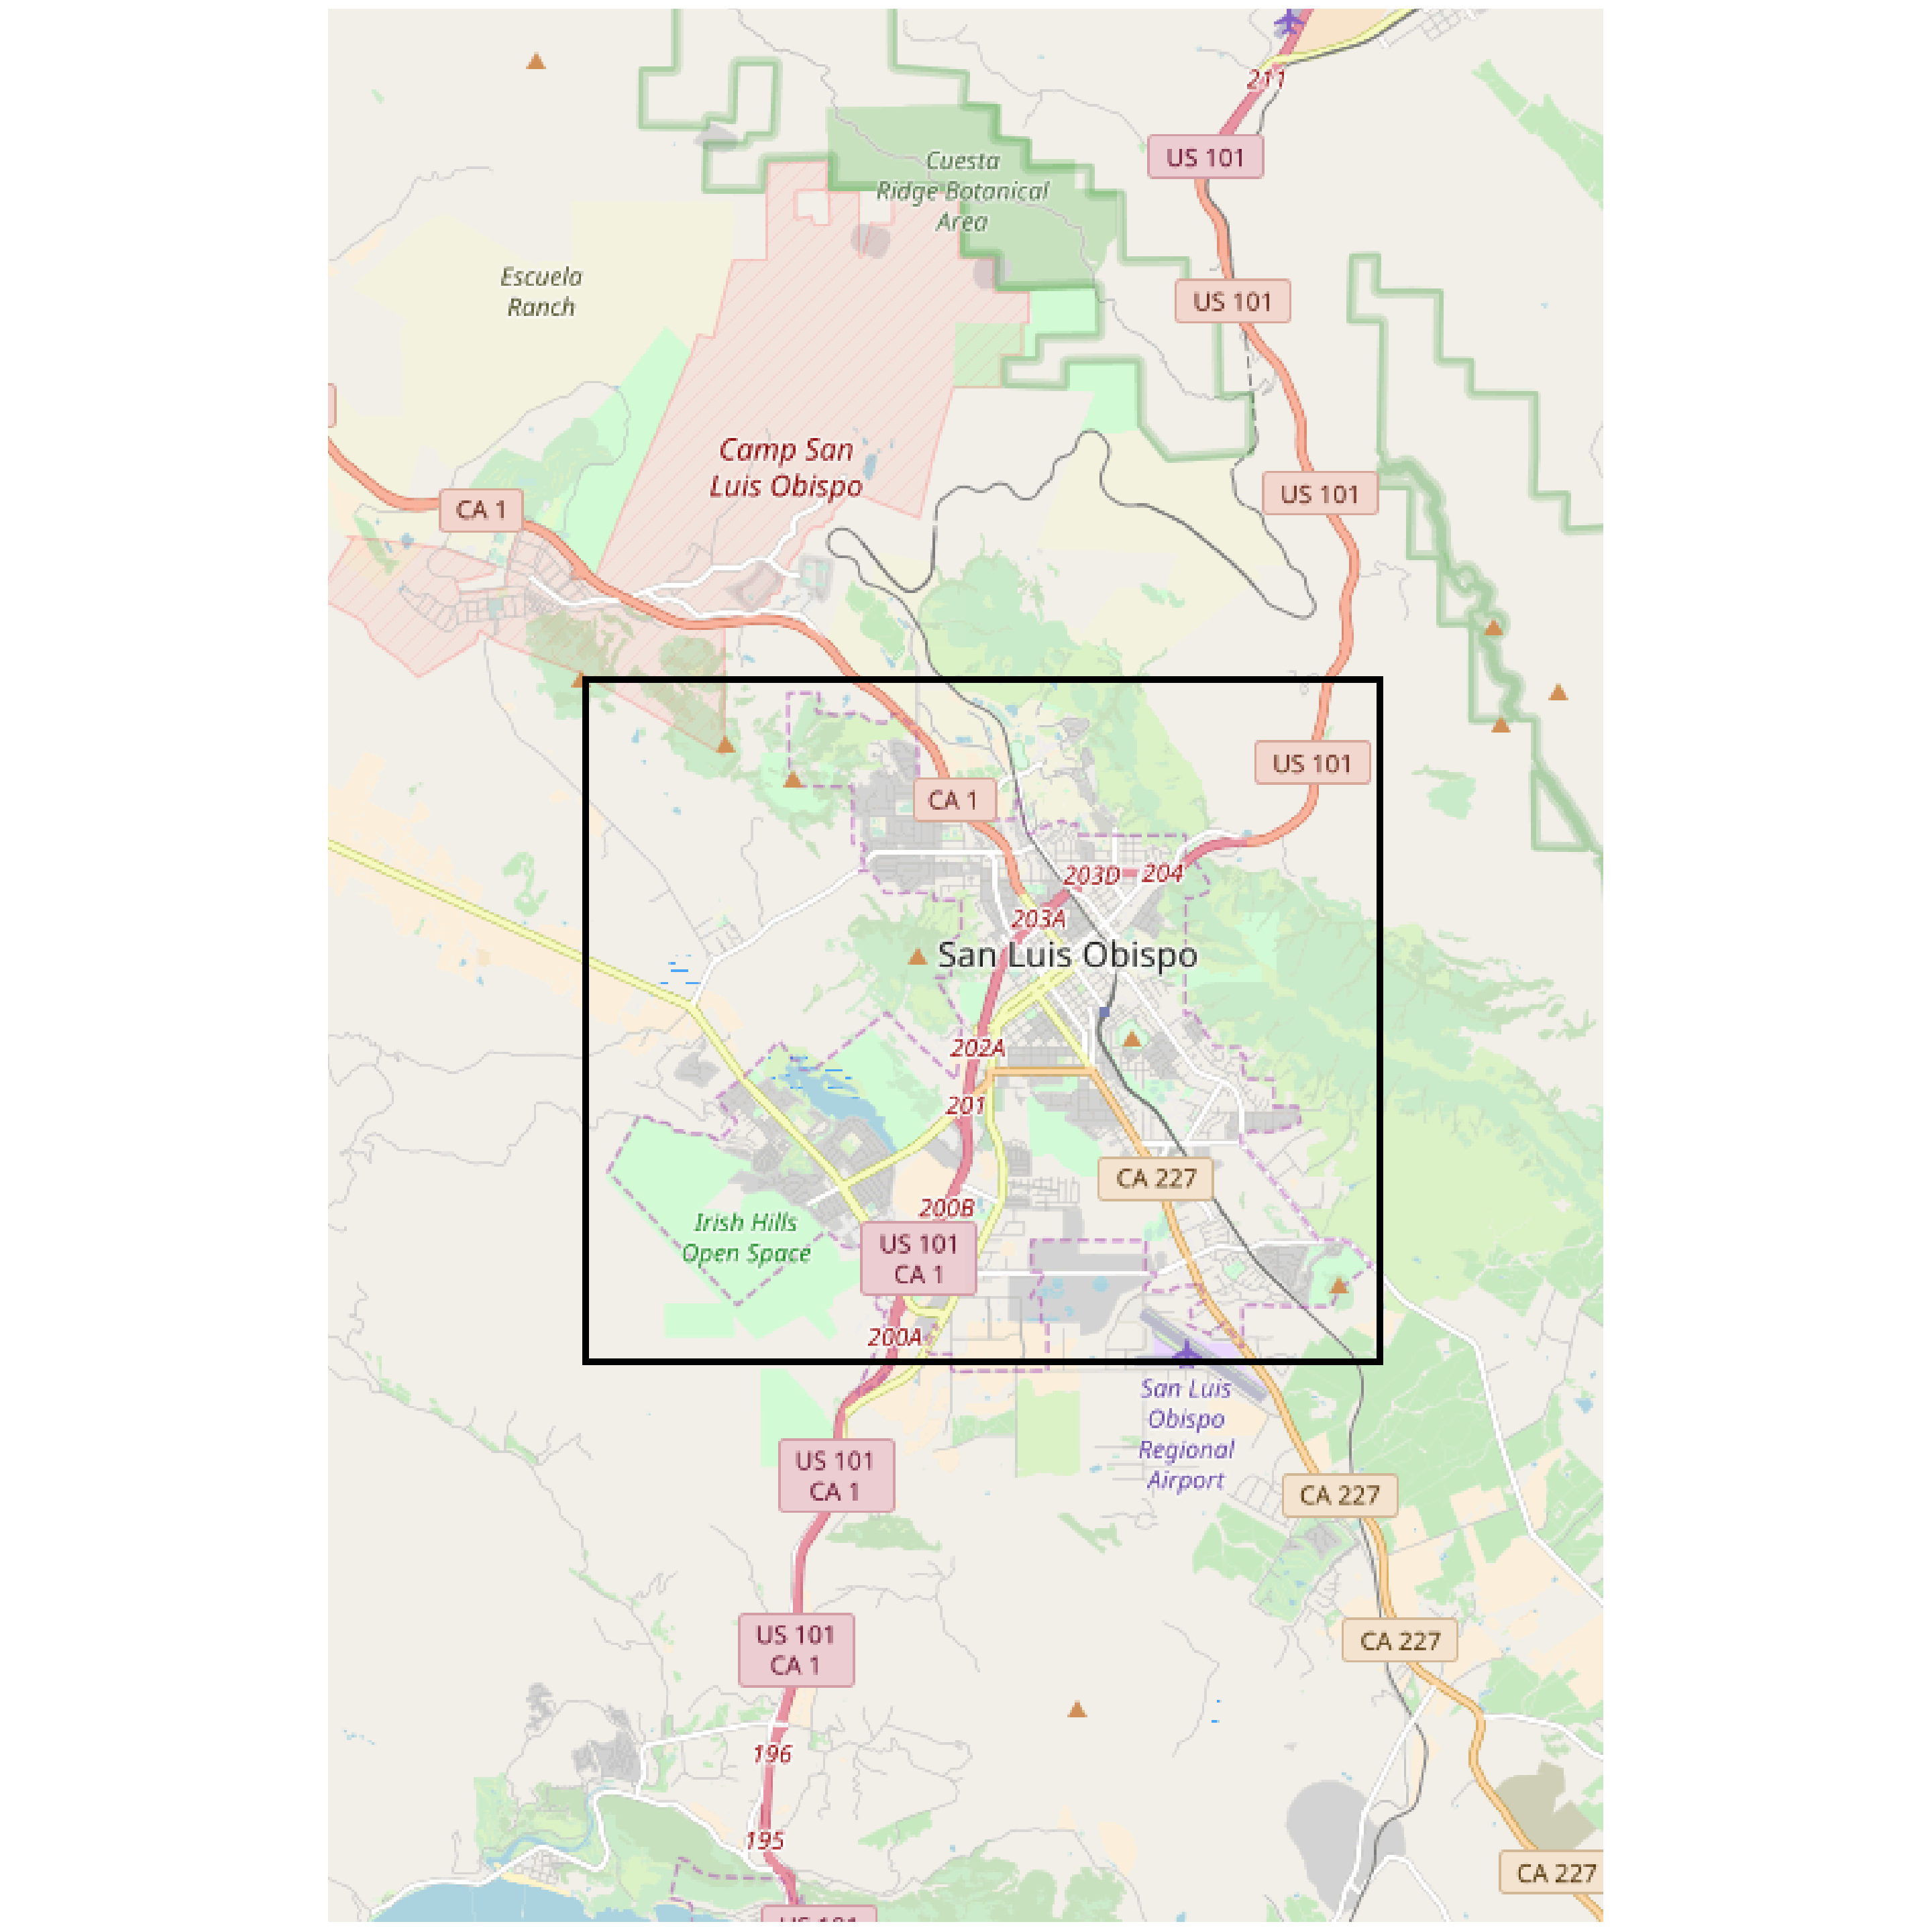 211
US 101
Cuesta
Ridge Botanical
Area
Escuela
Ranch
US 101
Camp San
Luis Obispo
US 101
CA 1
US 101
CA 1
203D
204
203A
San Luis Obispo
202A
201
CA 227
200B
Irish Hills
Open Space
US 101
CA 1
200A
San Luis
Obispo
Regional
Airport
US 101
CA 1
CA 227
US 101
CA 1
CA 227
196
195
CA 227
US 101